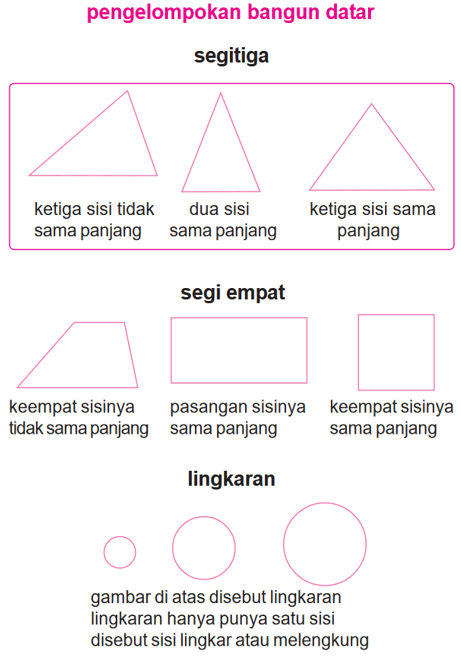 pengelompokan bangun datar
segitiga
ketiga sisi tidak
sama panjang
dua sisi
sama panjang
ketiga sisi sama
panjang
segi empat
keempat sisinya
tidak sama panjang
pasangan sisinya
sama panjang
keempat sisinya
sama panjang
lingkaran
gambar di atas disebut lingkaran
lingkaran hanya punya satu sisi
disebut sisi lingkar atau melengkung